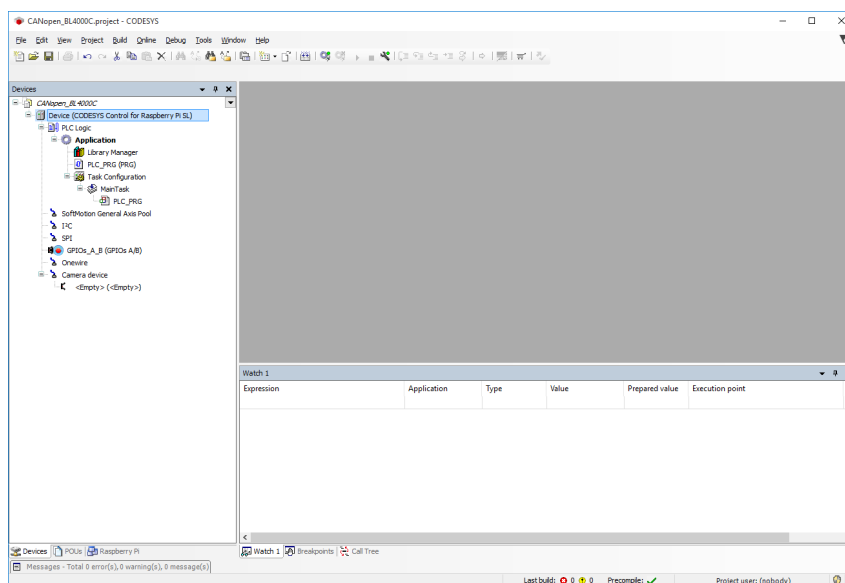 CANopen_BL4000C.project - CODESYS
File Edit View Project Build Online Debug Tools Window Help
Devices
CANopen_BL4000C
Device (CODESYS Control for Raspberry Pi SL)
PLC Logic
Application
Library Manager
PLC_PRG (PRG)
Task Configuration
MainTask
PLC_PRG
SoftMotion General Axis Pool
I²C
SPI
GPIOs_A_B (GPIOs A/B)
Onewire
Camera device
<Empty> (<Empty>)
Watch 1
Expression Application Type Value Prepared value Execution point
Devices POUs Raspberry Pi
Watch 1 Breakpoints Call Tree
Messages - Total 0 error(s), 0 warning(s), 0 message(s)
Last build: 0 0 Precompile: Project user: (nobody)